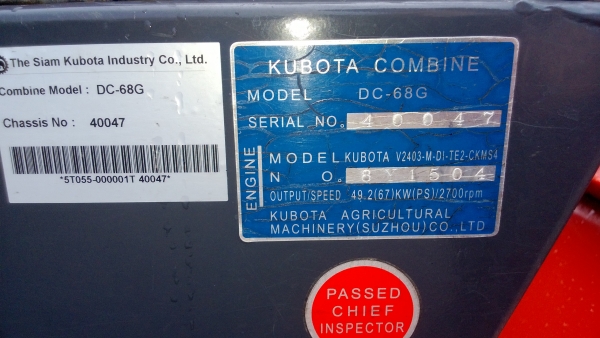 The Siam Kubota Industry Co., Ltd.
Combine Model : DC-68G
Chassis No : 40047
*5T055-000001T 40047*
KUBOTA COMBINE
MODEL DC-68G
SERIAL NO. 40047
ENGINE
MODEL KUBOTA V2403-M-DI-TE2-CKMS4
N O. 8 1504
OUTPUT/SPEED 49.2(67)KW(PS)/2700rpm
KUBOTA AGRICULTURAL
MACHINERY(SUZHOU)CO.,LTD
PASSED
CHIEF
INSPECTOR